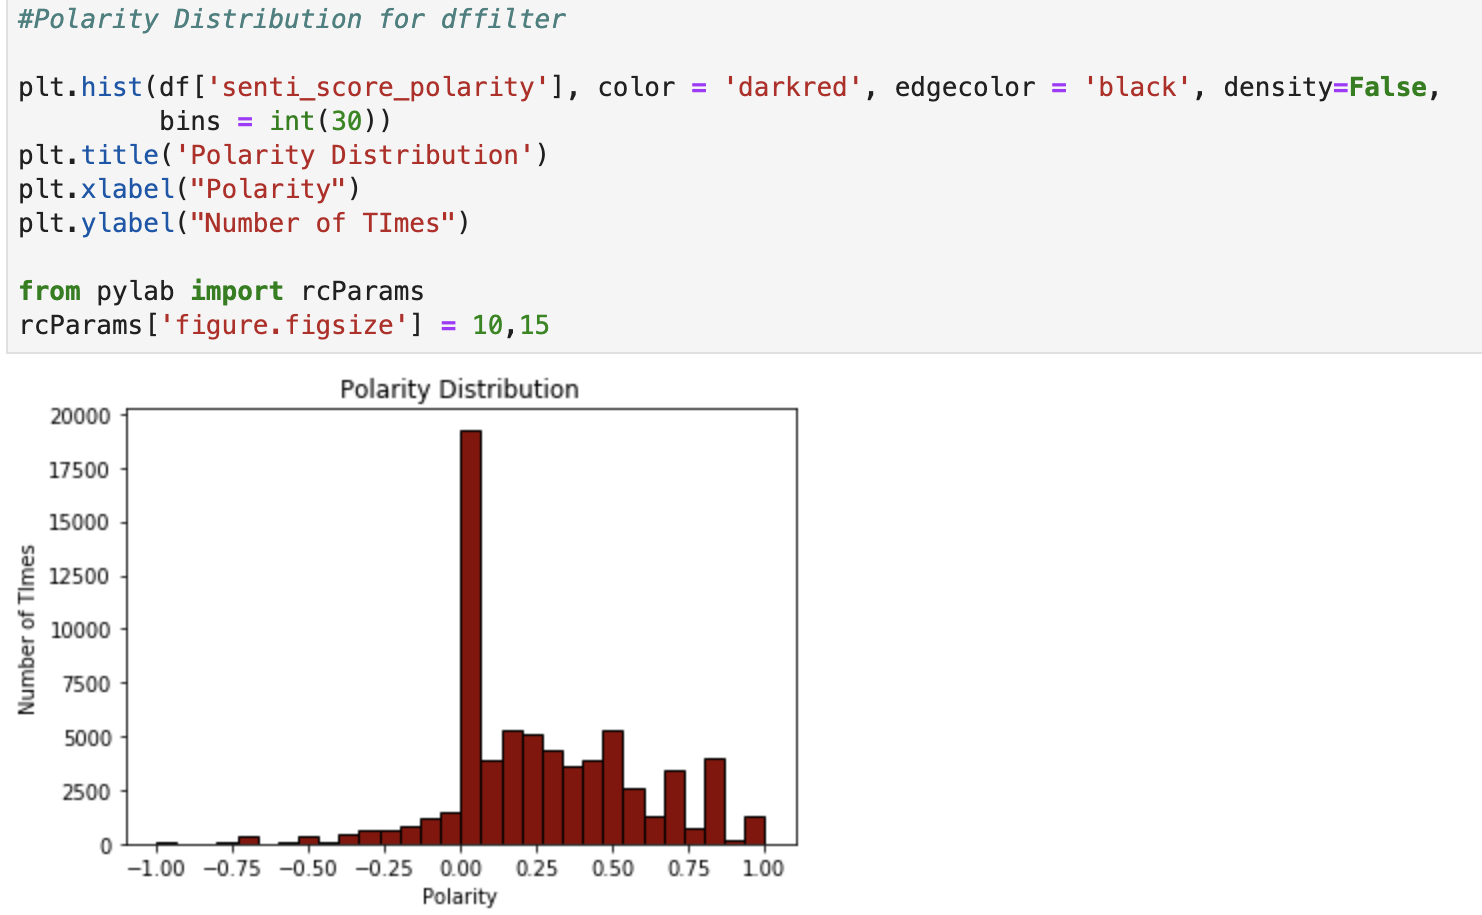 #Polarity Distribution for dffilter
plt.hist(df['senti_score_polarity'], color = 'darkred', edgecolor = 'black', density=False,
         bins = int(30))
plt.title('Polarity Distribution')
plt.xlabel("Polarity")
plt.ylabel("Number of TImes")
from pylab import rcParams
rcParams['figure.figsize'] = 10,15
Polarity Distribution
20000
17500
15000
12500
10000
7500
5000
2500
0
Number of TImes
−1.00 −0.75 −0.50 −0.25 0.00 0.25 0.50 0.75 1.00
Polarity